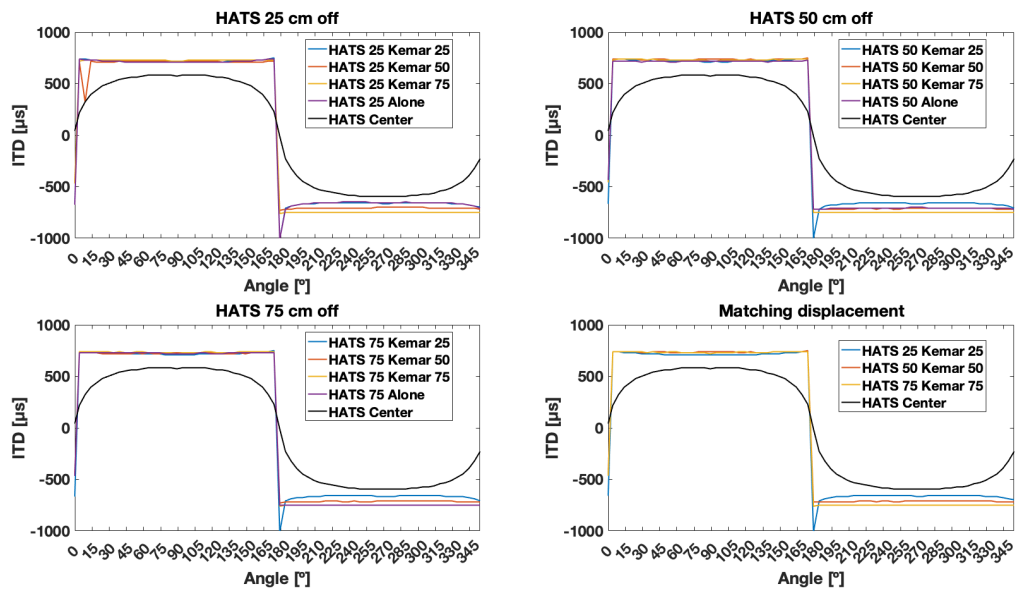 HATS 25 cm off
1000
500
0
-500
-1000
ITD [µs]
HATS 25 Kemar 25
HATS 25 Kemar 50
HATS 25 Kemar 75
HATS 25 Alone
HATS Center
0 15 30 45 60 75 90 105 120 135 150 165 180 195 210 225 240 255 270 285 300 315 330 345
Angle [º]
HATS 50 cm off
1000
500
0
-500
-1000
ITD [µs]
HATS 50 Kemar 25
HATS 50 Kemar 50
HATS 50 Kemar 75
HATS 50 Alone
HATS Center
0 15 30 45 60 75 90 105 120 135 150 165 180 195 210 225 240 255 270 285 300 315 330 345
Angle [º]
HATS 75 cm off
1000
500
0
-500
-1000
ITD [µs]
HATS 75 Kemar 25
HATS 75 Kemar 50
HATS 75 Kemar 75
HATS 75 Alone
HATS Center
0 15 30 45 60 75 90 105 120 135 150 165 180 195 210 225 240 255 270 285 300 315 330 345
Angle [º]
Matching displacement
1000
500
0
-500
-1000
ITD [µs]
HATS 25 Kemar 25
HATS 50 Kemar 50
HATS 75 Kemar 75
HATS Center
0 15 30 45 60 75 90 105 120 135 150 165 180 195 210 225 240 255 270 285 300 315 330 345
Angle [º]